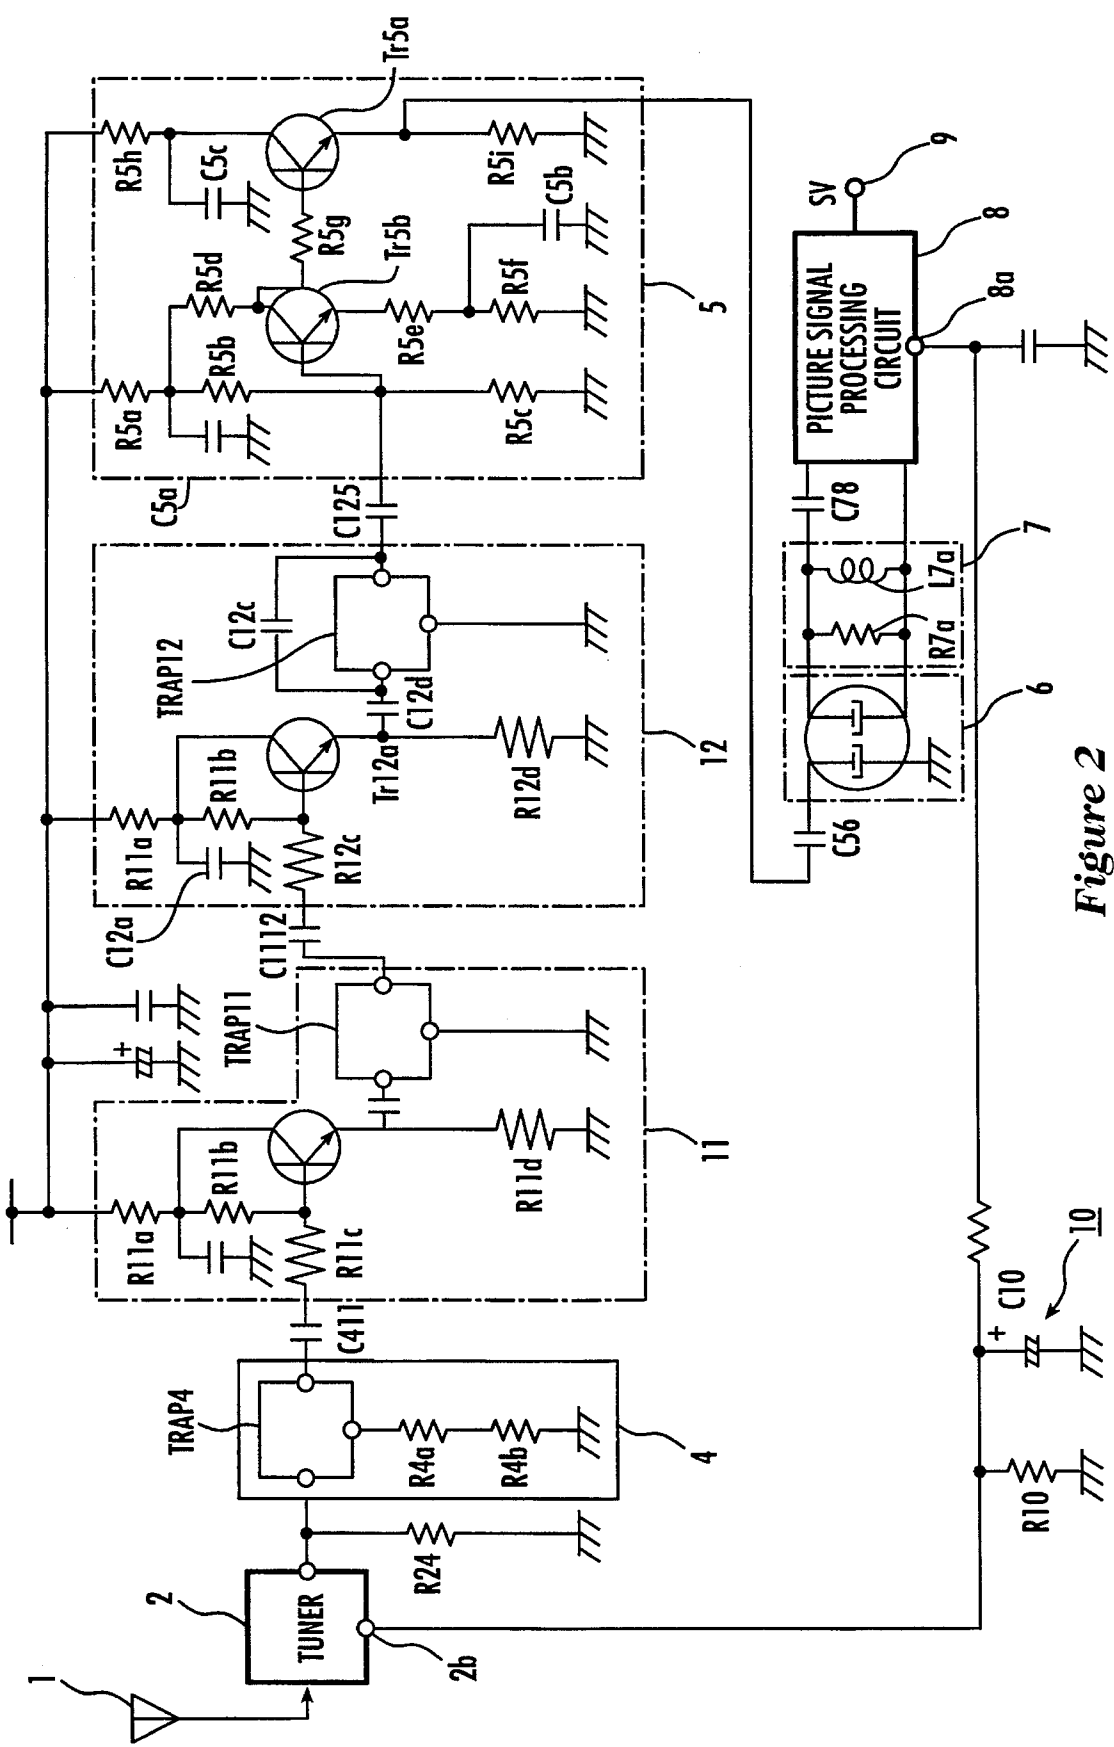 1
2
TUNER
2b
R24
TRAP4
R4a
R4b
4
C411
R11a
R11b
R11c
R11d
11
+
TRAP11
C1112
C12a
R11a
R11b
R12c
Tr12a
R12d
12
TRAP12
C12c
C12d
C125
C5a
R5a
R5b
R5c
R5d
R5e
R5f
Tr5b
R5g
C5b
R5h
C5c
R5i
Tr5a
5
C56
6
R7a
L7a
7
C78
PICTURE SIGNAL
PROCESSING
CIRCUIT
SV
9
8
8a
R10
+
C10
10
Figure 2